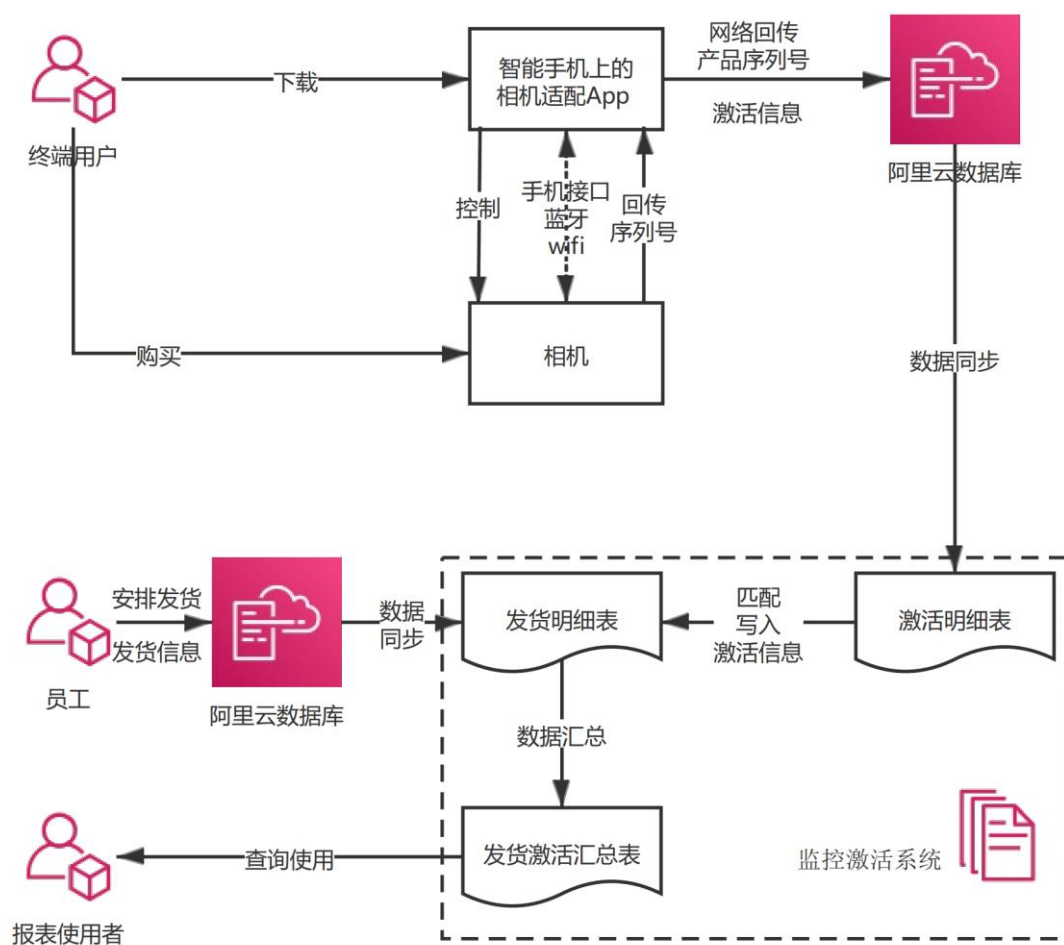 终端用户
下载
智能手机上的
相机适配App
网络回传
产品序列号
激活信息
阿里云数据库
控制
手机接口
蓝牙
wifi
回传
序列号
购买
相机
数据同步
员工
安排发货
发货信息
阿里云数据库
数据
同步
发货明细表
匹配
写入
激活信息
激活明细表
数据汇总
发货激活汇总表
查询使用
报表使用者
监控激活系统